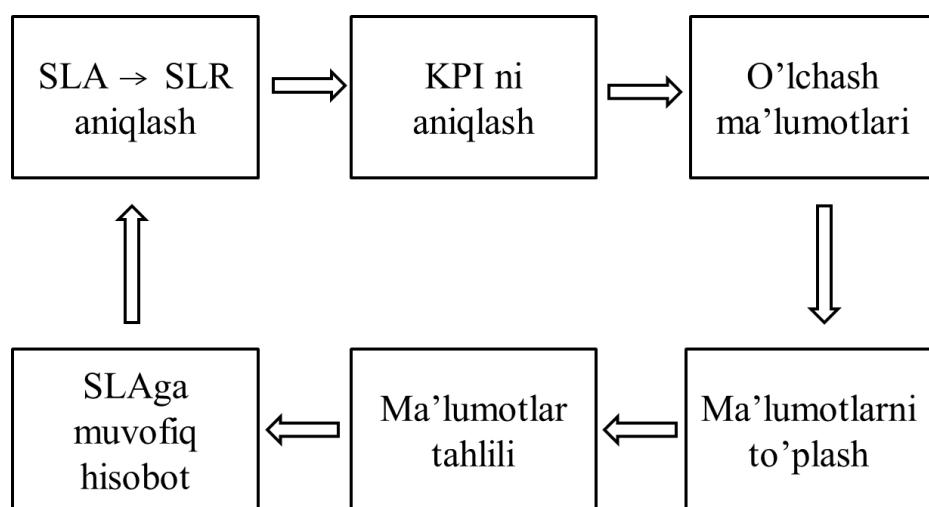 SLA → SLR
aniqlash
KPI ni
aniqlash
O’lchash
ma’lumotlari
SLAga
muvofiq
hisobot
Ma’lumotlar
tahlili
Ma’lumotlarni
to’plash